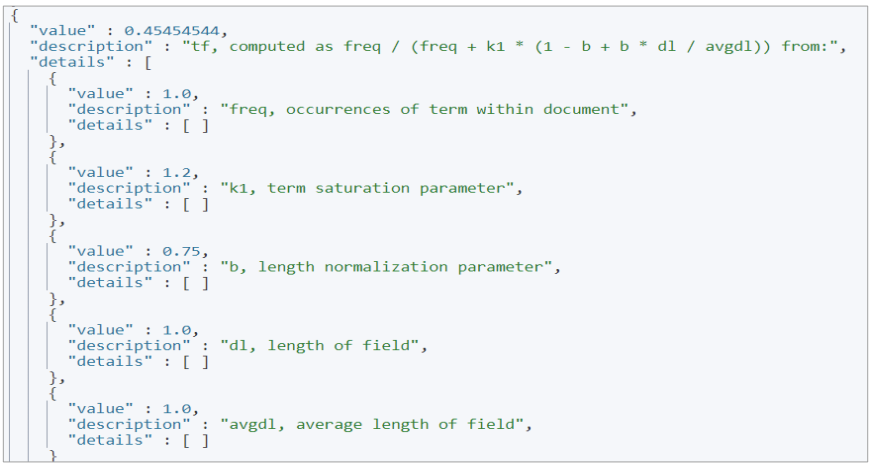 {
"value" : 0.45454544,
"description" : "tf, computed as freq / (freq + k1 * (1 - b + b * dl / avgdl)) from:",
"details" : [
{
"value" : 1.0,
"description" : "freq, occurrences of term within document",
"details" : [ ]
},
{
"value" : 1.2,
"description" : "k1, term saturation parameter",
"details" : [ ]
},
{
"value" : 0.75,
"description" : "b, length normalization parameter",
"details" : [ ]
},
{
"value" : 1.0,
"description" : "dl, length of field",
"details" : [ ]
},
{
"value" : 1.0,
"description" : "avgdl, average length of field",
"details" : [ ]
}